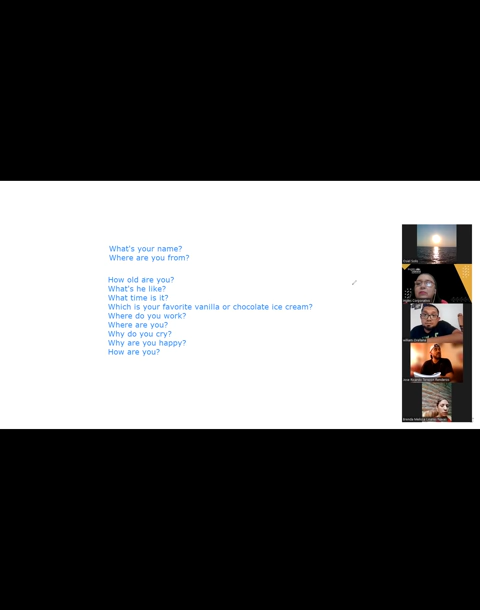 What's your name?
Where are you from?
How old are you?
What's he like?
What time is it?
Which is your favorite vanilla or chocolate ice cream?
Where do you work?
Where are you?
Why do you cry?
Why are you happy?
How are you?